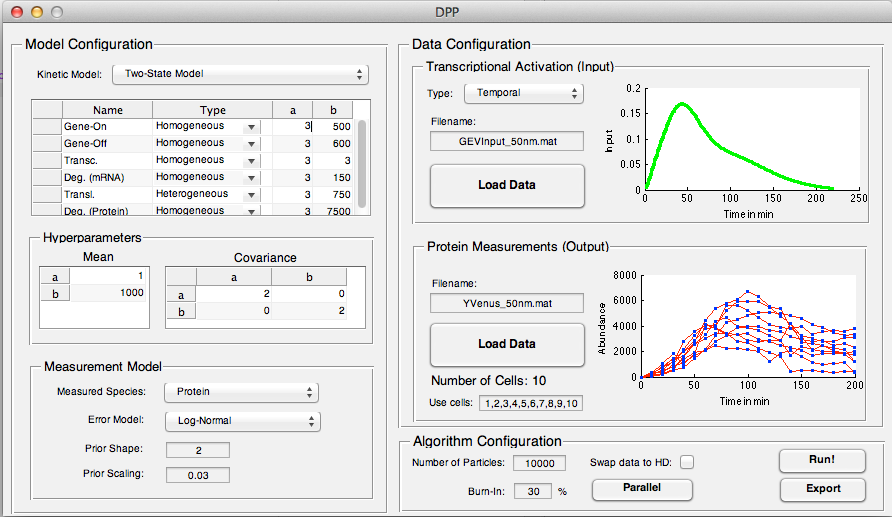 DPP
Model Configuration
Kinetic Model: Two-State Model
Name Type a b
Gene-On Homogeneous 3 500
Gene-Off Homogeneous 3 600
Transc. Homogeneous 3 3
Deg. (mRNA) Homogeneous 3 150
Transl. Heterogeneous 3 750
Deg. (Protein) Homogeneous 3 7500
Hyperparameters
Mean
a 1
b 1000
Covariance
a b
a 2 0
b 0 2
Measurement Model
Measured Species: Protein
Error Model: Log-Normal
Prior Shape: 2
Prior Scaling: 0.03
Data Configuration
Transcriptional Activation (Input)
Type: Temporal
Filename:
GEVInput_50nm.mat
Load Data
0.2
0.15
0.1
0.05
0
Input
0 50 100 150 200 250
Time in min
Protein Measurements (Output)
Filename:
YVenus_50nm.mat
Load Data
Number of Cells: 10
Use cells: 1,2,3,4,5,6,7,8,9,10
8000
6000
4000
2000
0
Abundance
0 50 100 150 200
Time in min
Algorithm Configuration
Number of Particles: 10000 Swap data to HD: Run!
Burn-In: 30 % Parallel Export